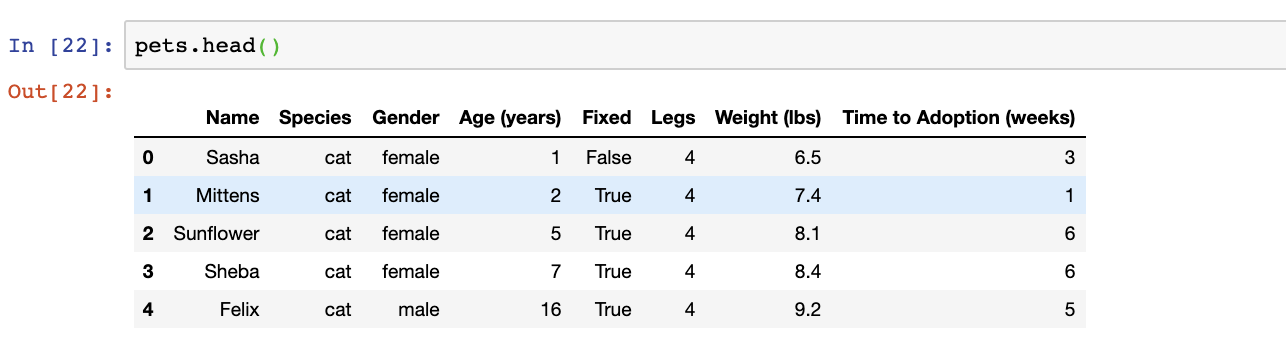 In [22]: pets.head()
Out[22]:
Name Species Gender Age (years) Fixed Legs Weight (lbs) Time to Adoption (weeks)
0 Sasha cat female 1 False 4 6.5 3
1 Mittens cat female 2 True 4 7.4 1
2 Sunflower cat female 5 True 4 8.1 6
3 Sheba cat female 7 True 4 8.4 6
4 Felix cat male 16 True 4 9.2 5